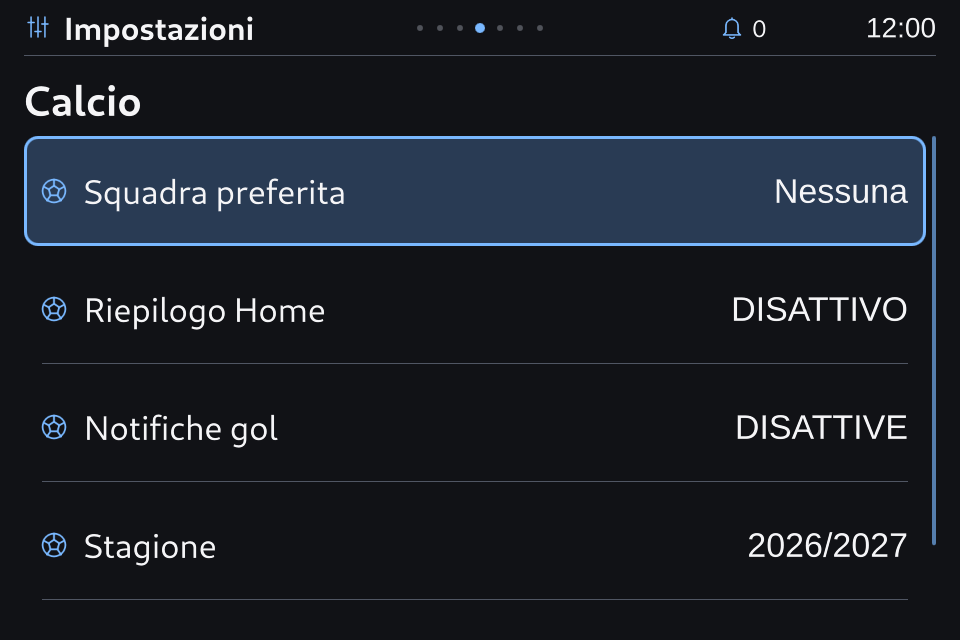 Impostazioni
0
12:00
Calcio
Squadra preferita
Nessuna
Riepilogo Home
DISATTIVO
Notifiche gol
DISATTIVE
Stagione
2026/2027